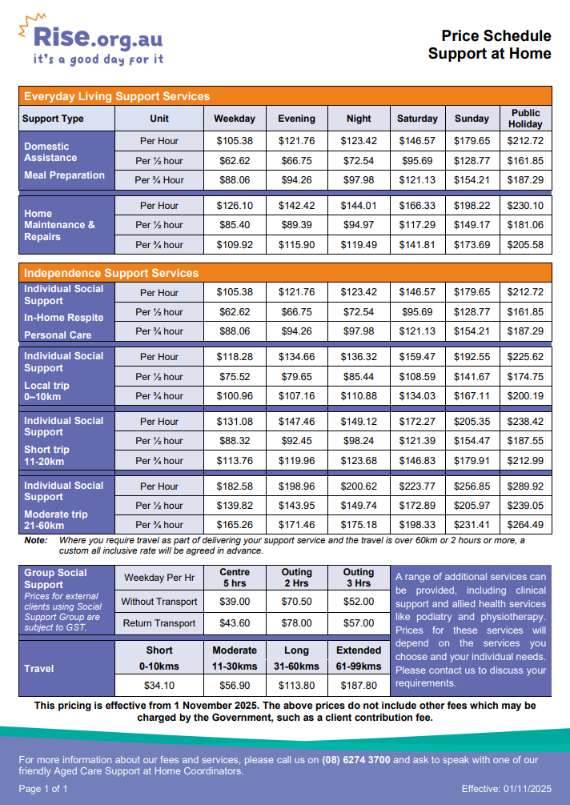 Rise.org.au
it's a good day for it
Price Schedule
Support at Home
Everyday Living Support Services
Support Type Unit Weekday Evening Night Saturday Sunday Public Holiday
Domestic Assistance
Meal Preparation
Per Hour $105.38 $121.76 $123.42 $146.57 $179.65 $212.72
Per ½ hour $62.62 $66.75 $72.54 $95.69 $128.77 $161.85
Per ¾ Hour $88.06 $94.26 $97.98 $121.13 $154.21 $187.29
Home Maintenance & Repairs
Per Hour $126.10 $142.42 $144.01 $166.33 $198.22 $230.10
Per ½ hour $85.40 $89.39 $94.97 $117.29 $149.17 $181.06
Per ¾ hour $109.92 $115.90 $119.49 $141.81 $173.69 $205.58
Independence Support Services
Individual Social Support
In-Home Respite
Personal Care
Per Hour $105.38 $121.76 $123.42 $146.57 $179.65 $212.72
Per ½ hour $62.62 $66.75 $72.54 $95.69 $128.77 $161.85
Per ¾ hour $88.06 $94.26 $97.98 $121.13 $154.21 $187.29
Individual Social Support
Local trip
0–10km
Per Hour $118.28 $134.66 $136.32 $159.47 $192.55 $225.62
Per ½ hour $75.52 $79.65 $85.44 $108.59 $141.67 $174.75
Per ¾ hour $100.96 $107.16 $110.88 $134.03 $167.11 $200.19
Individual Social Support
Short trip
11-20km
Per Hour $131.08 $147.46 $149.12 $172.27 $205.35 $238.42
Per ½ hour $88.32 $92.45 $98.24 $121.39 $154.47 $187.55
Per ¾ hour $113.76 $119.96 $123.68 $146.83 $179.91 $212.99
Individual Social Support
Moderate trip
21-60km
Per Hour $182.58 $198.96 $200.62 $223.77 $256.85 $289.92
Per ½ hour $139.82 $143.95 $149.74 $172.89 $205.97 $239.05
Per ¾ hour $165.26 $171.46 $175.18 $198.33 $231.41 $264.49
Note: Where you require travel as part of delivering your support service and the travel is over 60km or 2 hours or more, a
custom all inclusive rate will be agreed in advance.
Group Social Support
Prices for external
clients using Social
Support Group are
subject to GST.
Weekday Per Hr Centre 5 hrs Outing 2 Hrs Outing 3 Hrs
Without Transport $39.00 $70.50 $52.00
Return Transport $43.60 $78.00 $57.00
Travel
Short Moderate Long Extended
0-10kms 11-30kms 31-60kms 61-99kms
$34.10 $56.90 $113.80 $187.80
A range of additional services can
be provided, including clinical
support and allied health services
like podiatry and physiotherapy.
Prices for these services will
depend on the services you
choose and your individual needs.
Please contact us to discuss your
requirements.
This pricing is effective from 1 November 2025. The above prices do not include other fees which may be
charged by the Government, such as a client contribution fee.
For more information about our fees and services, please call us on (08) 6274 3700 and ask to speak with one of our
friendly Aged Care Support at Home Coordinators.
Page 1 of 1
Effective: 01/11/2025